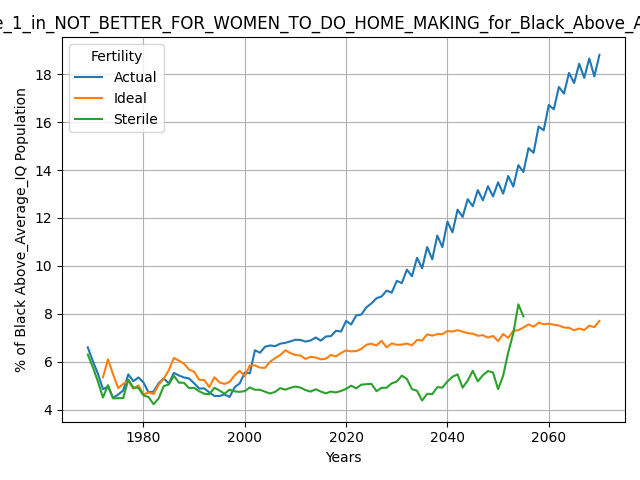 e_1_in_NOT_BETTER_FOR_WOMEN_TO_DO_HOME_MAKING_for_Black_Above_A
Fertility
Actual
Ideal
Sterile
% of Black Above_Average_IQ Population
18
16
14
12
10
8
6
4
1980
2000
2020
2040
2060
Years